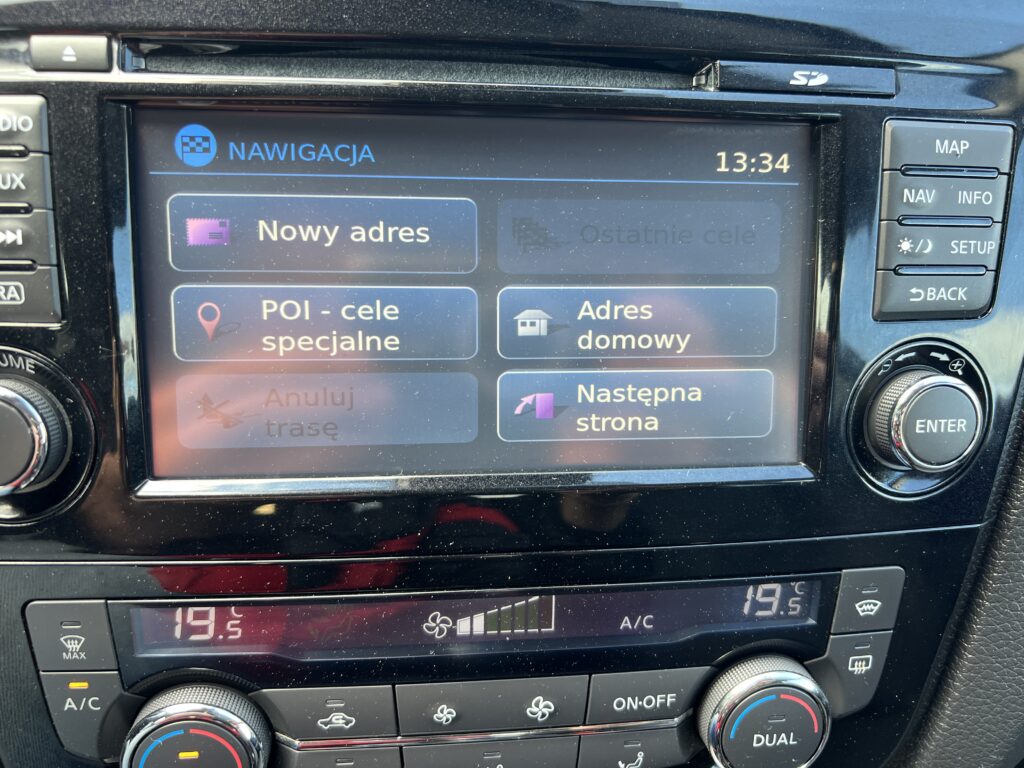 SD
NAWIGACJA
13:34
Nowy adres
Ostatnie cele
POI - cele
specjalne
Adres
domowy
Anuluj
trasę
Następna
strona
MAP
NAV INFO
SETUP
BACK
ENTER
19.5 °C
A/C
19.5 °C
MAX
A/C
ON·OFF
DUAL